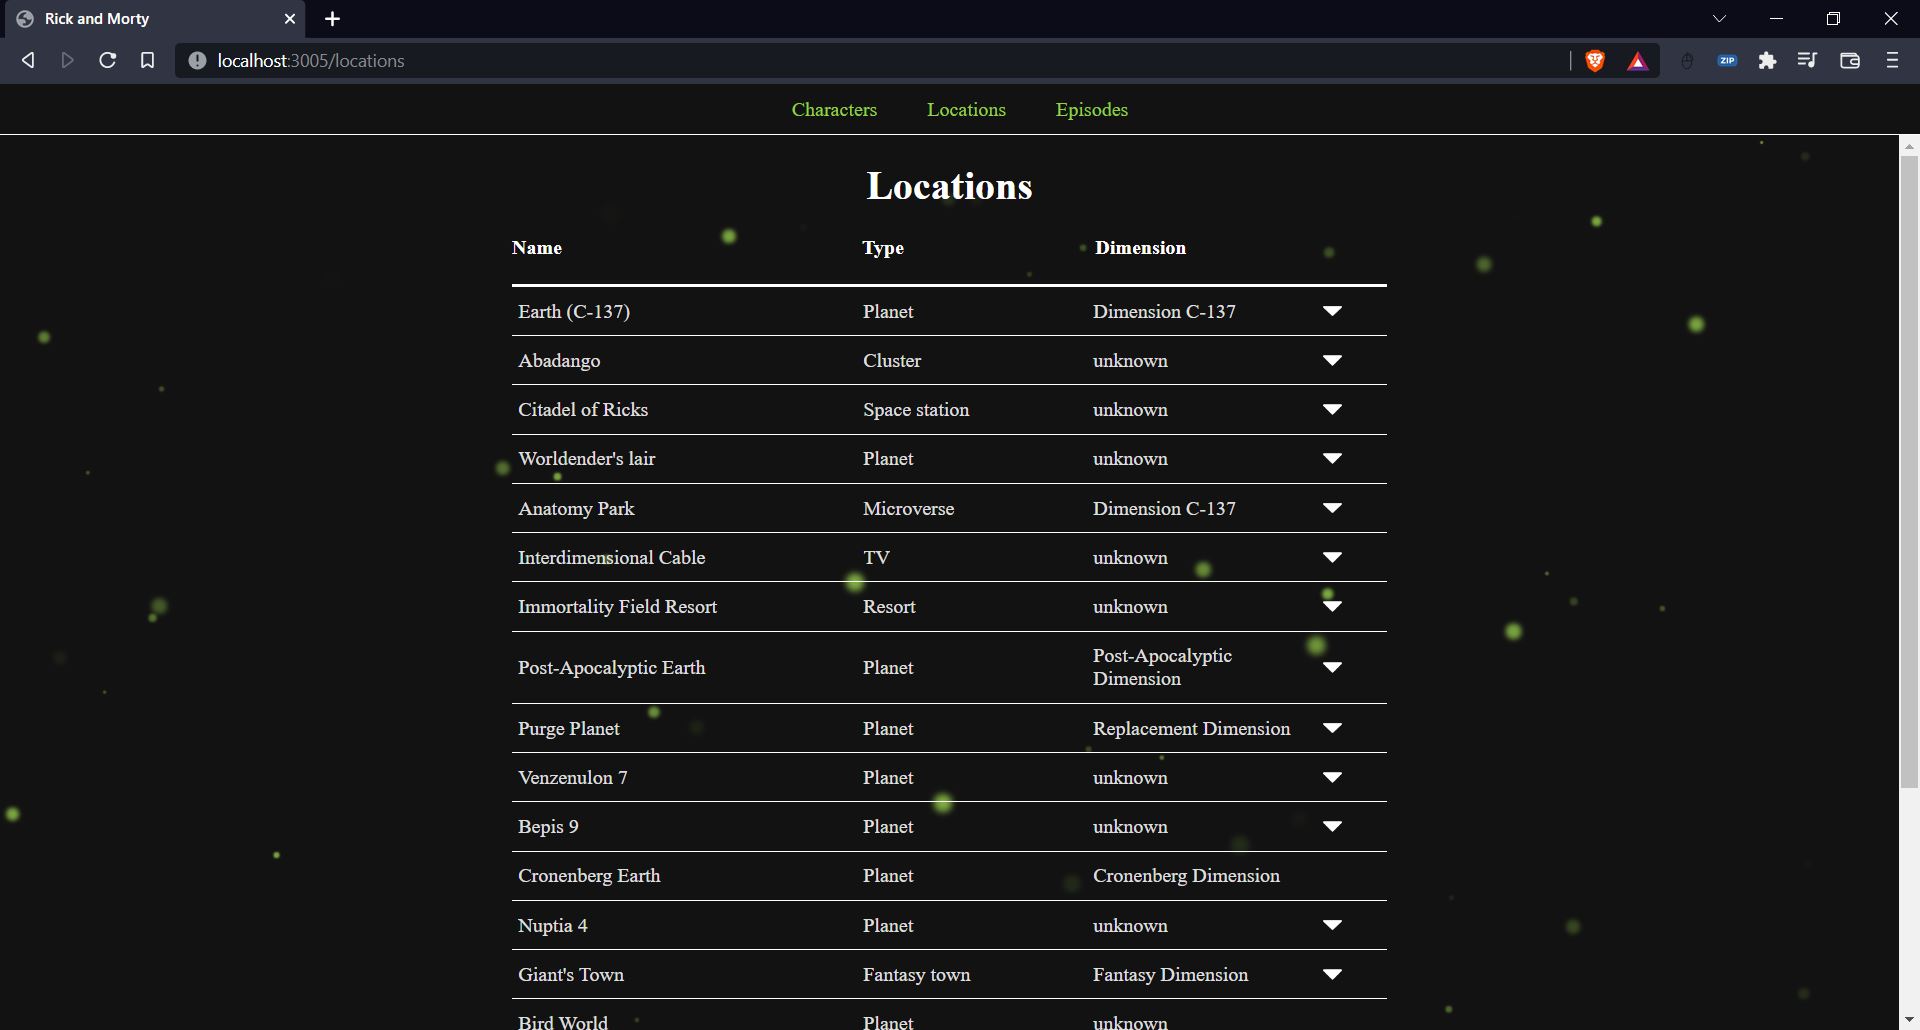 Rick and Morty
localhost:3005/locations
ZIP
Characters Locations Episodes
Locations
Name Type Dimension
Earth (C-137) Planet Dimension C-137
Abadango Cluster unknown
Citadel of Ricks Space station unknown
Worldender's lair Planet unknown
Anatomy Park Microverse Dimension C-137
Interdimensional Cable TV unknown
Immortality Field Resort Resort unknown
Post-Apocalyptic Earth Planet Post-Apocalyptic
Dimension
Purge Planet Planet Replacement Dimension
Venzenulon 7 Planet unknown
Bepis 9 Planet unknown
Cronenberg Earth Planet Cronenberg Dimension
Nuptia 4 Planet unknown
Giant's Town Fantasy town Fantasy Dimension
Bird World Planet unknown